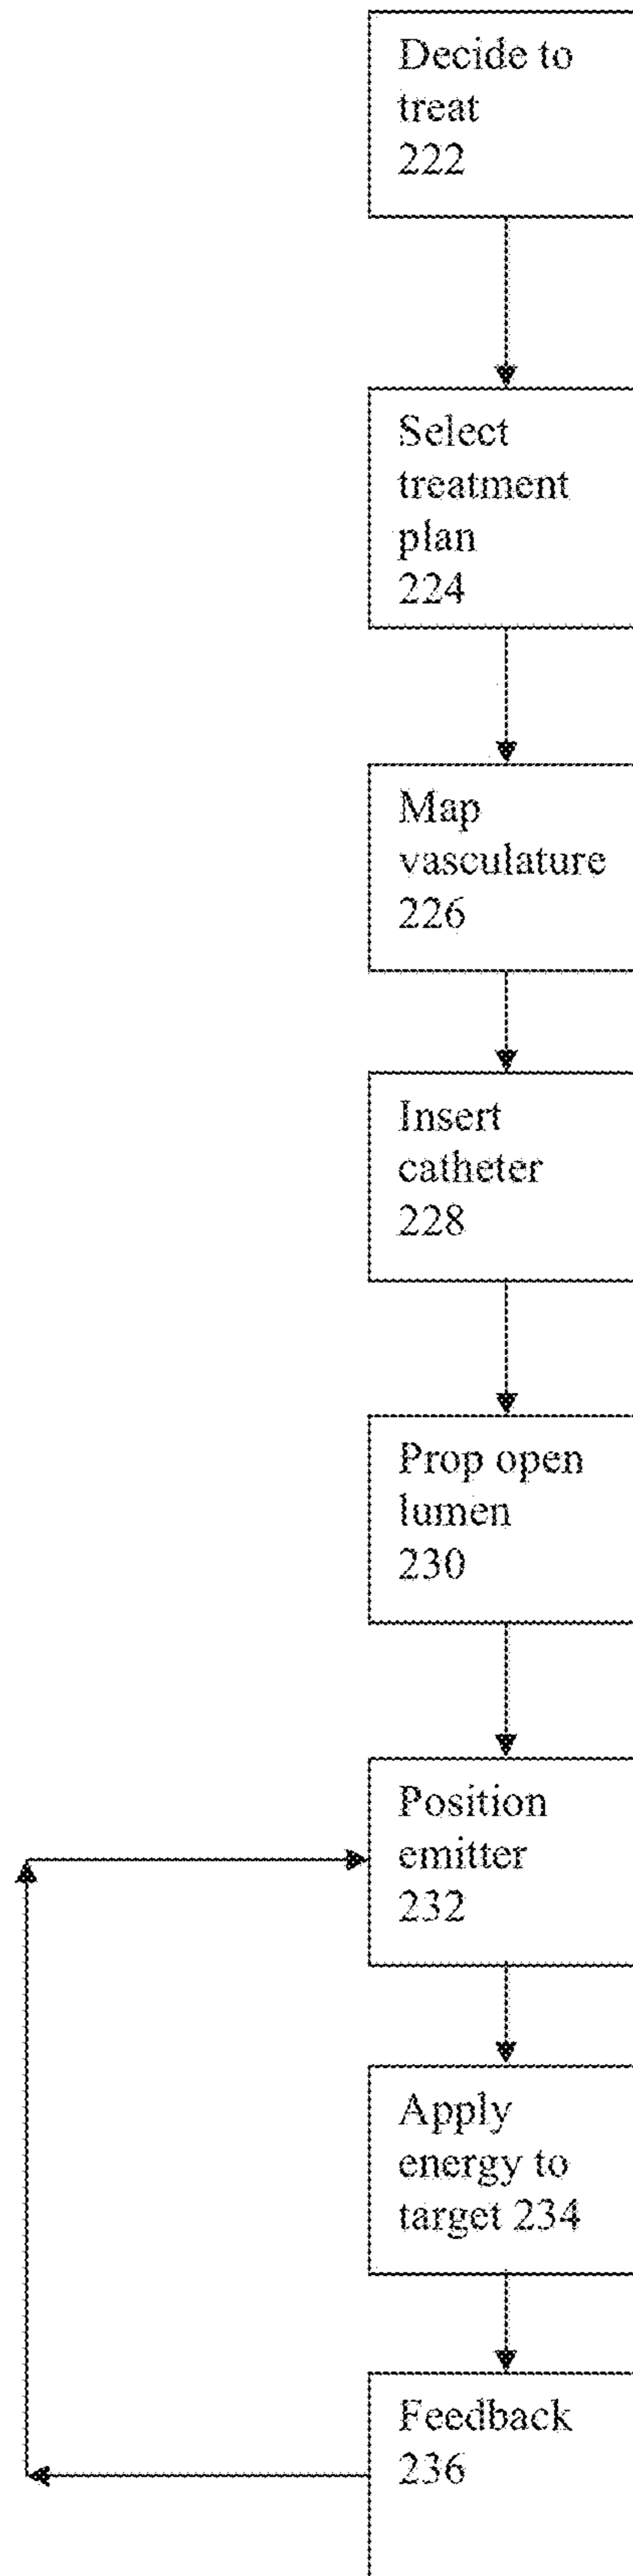 Decide to
treat
222
Select
treatment
plan
224
Map
vasculature
226
Insert
catheter
228
Prop open
lumen
230
Position
emitter
232
Apply
energy to
target 234
Feedback
236